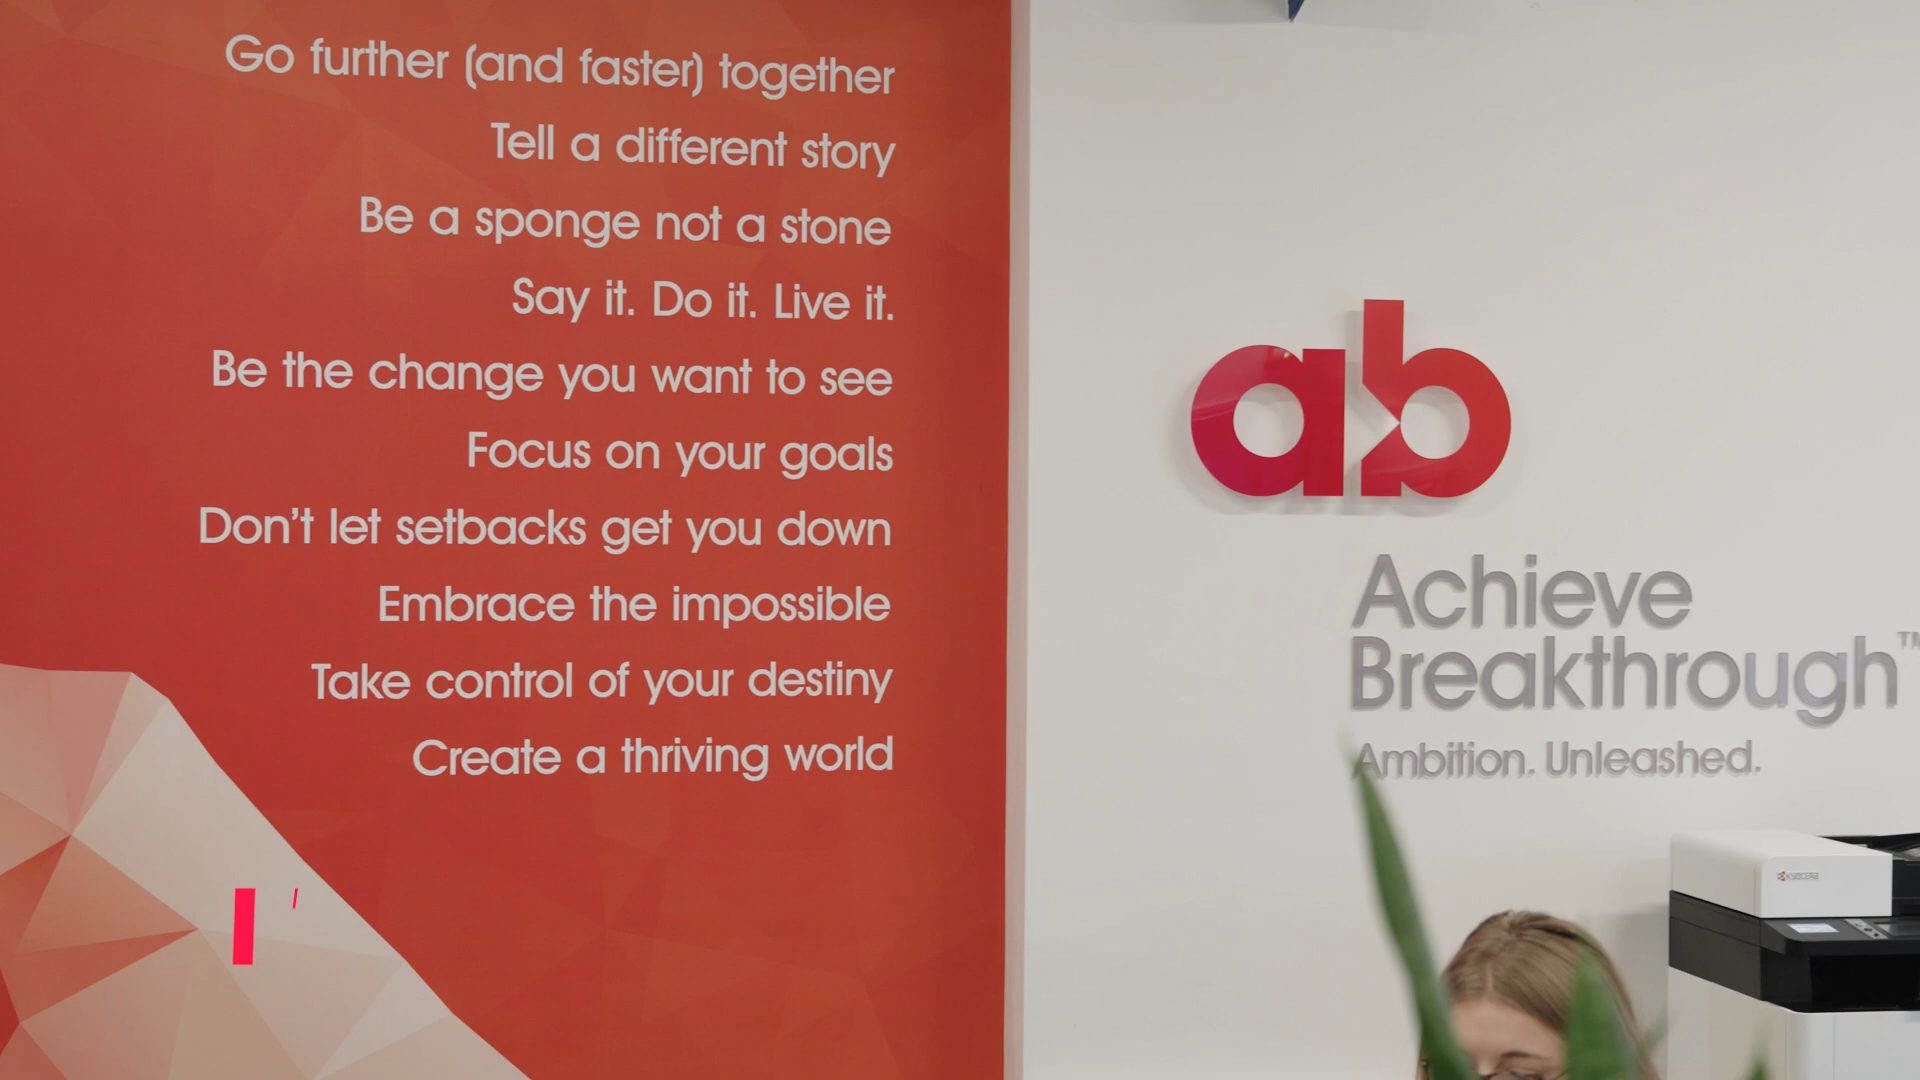 Go further (and faster) together
Tell a different story
Be a sponge not a stone
Say it. Do it. Live it.
Be the change you want to see
Focus on your goals
Don't let setbacks get you down
Embrace the impossible
Take control of your destiny
Create a thriving world
ab
Achieve
Breakthrough™
Ambition. Unleashed.
KYOCERA